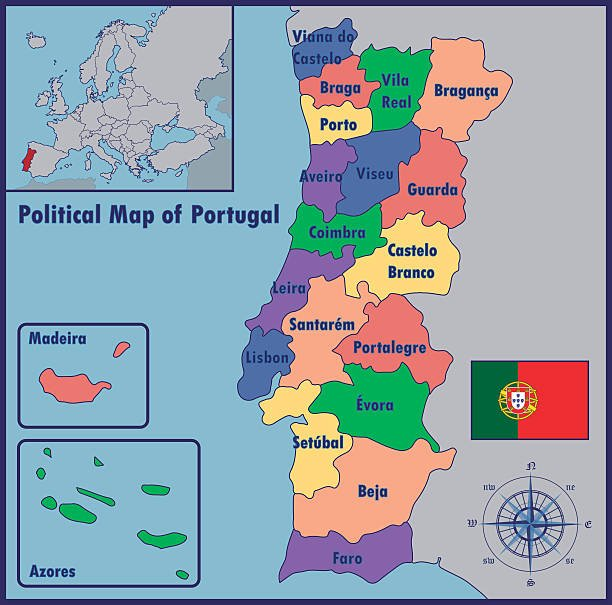 Viana do
Castelo
Braga
Vila
Real
Bragança
Porto
Aveiro
Viseu
Guarda
Political Map of Portugal
Coimbra
Castelo
Branco
Leira
Santarém
Madeira
Lisbon
Portalegre
Évora
Setúbal
Beja
N
nw
ne
W
E
sw
se
S
Faro
Azores